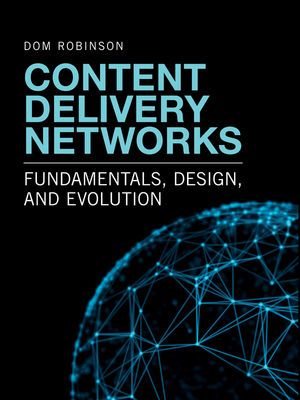 DOM ROBINSON
CONTENT
DELIVERY
NETWORKS
FUNDAMENTALS, DESIGN,
AND EVOLUTION